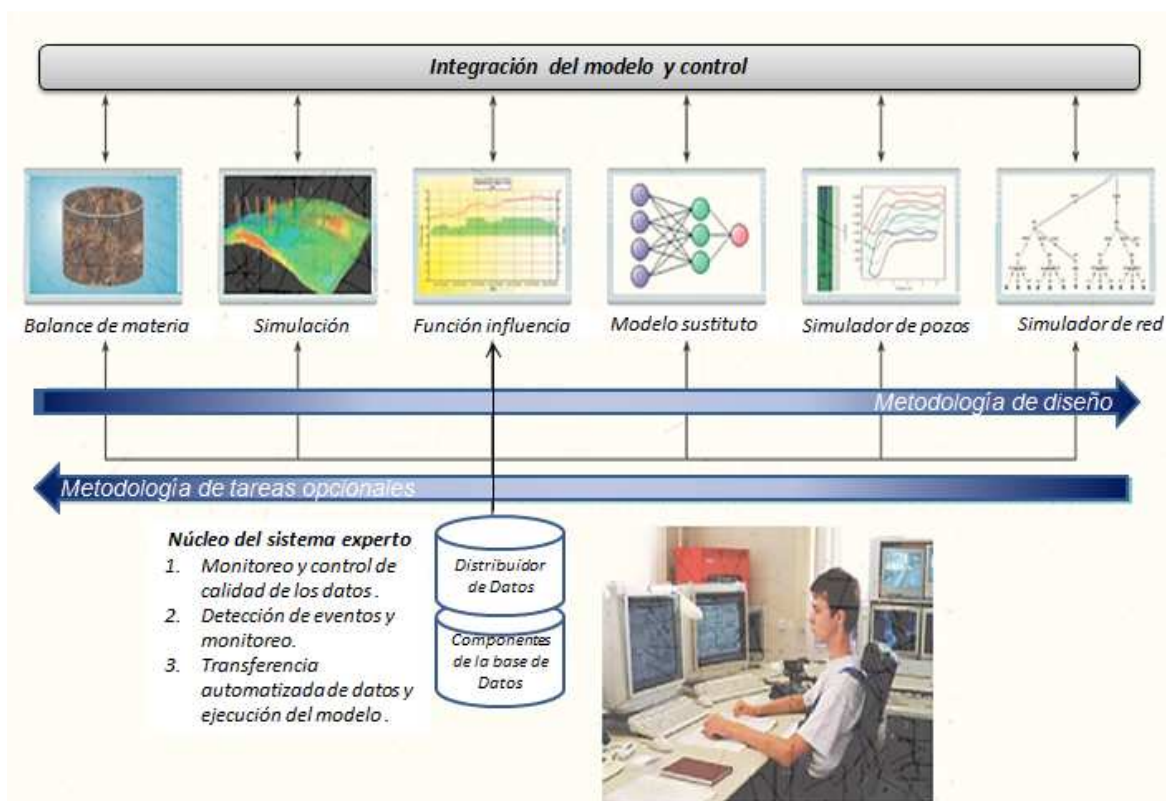 Integración del modelo y control
Balance de materia
Simulación
Función influencia
Modelo sustituto
Simulador de pozos
Simulador de red
Metodología de diseño
Metodología de tareas opcionales
Núcleo del sistema experto
1. Monitoreo y control de
calidad de los datos .
2. Detección de eventos y
monitoreo.
3. Transferencia
automatizada de datos y
ejecución del modelo .
Distribuidor
de Datos
Componentes
de la base de
Datos